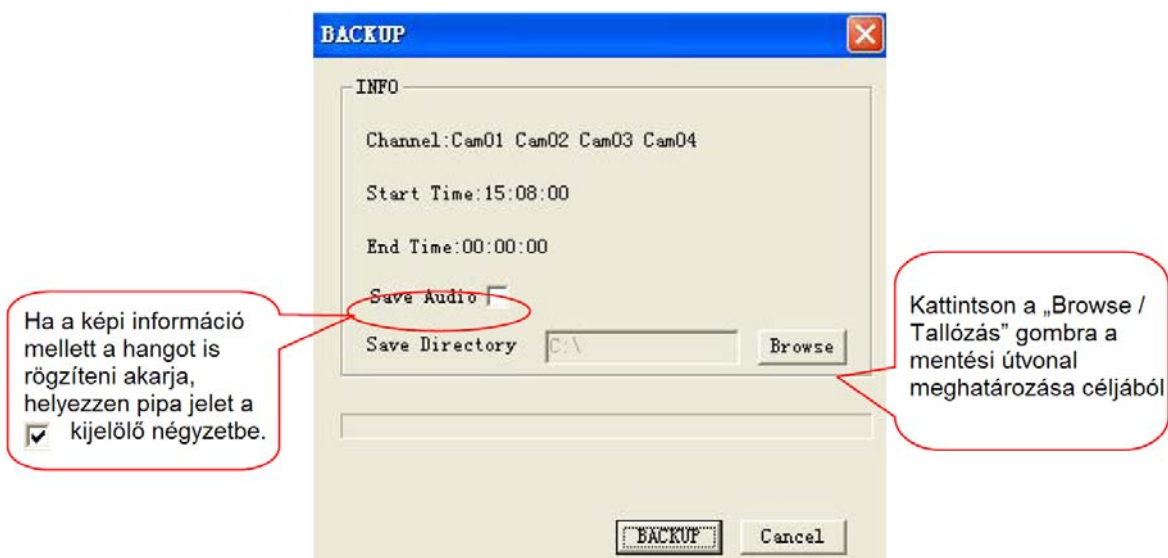 BACKUP
INFO
Channel:Cam01 Cam02 Cam03 Cam04
Start Time:15:08:00
End Time:00:00:00
Save Audio
Save Directory C:\ Browse
BACKUP Cancel
Ha a képi információ
mellett a hangot is
rögzíteni akarja,
helyezzen pipa jelet a
kijelölő négyzetbe.
Kattintson a „Browse /
Tallózás” gombra a
mentési útvonal
meghatározása céljából